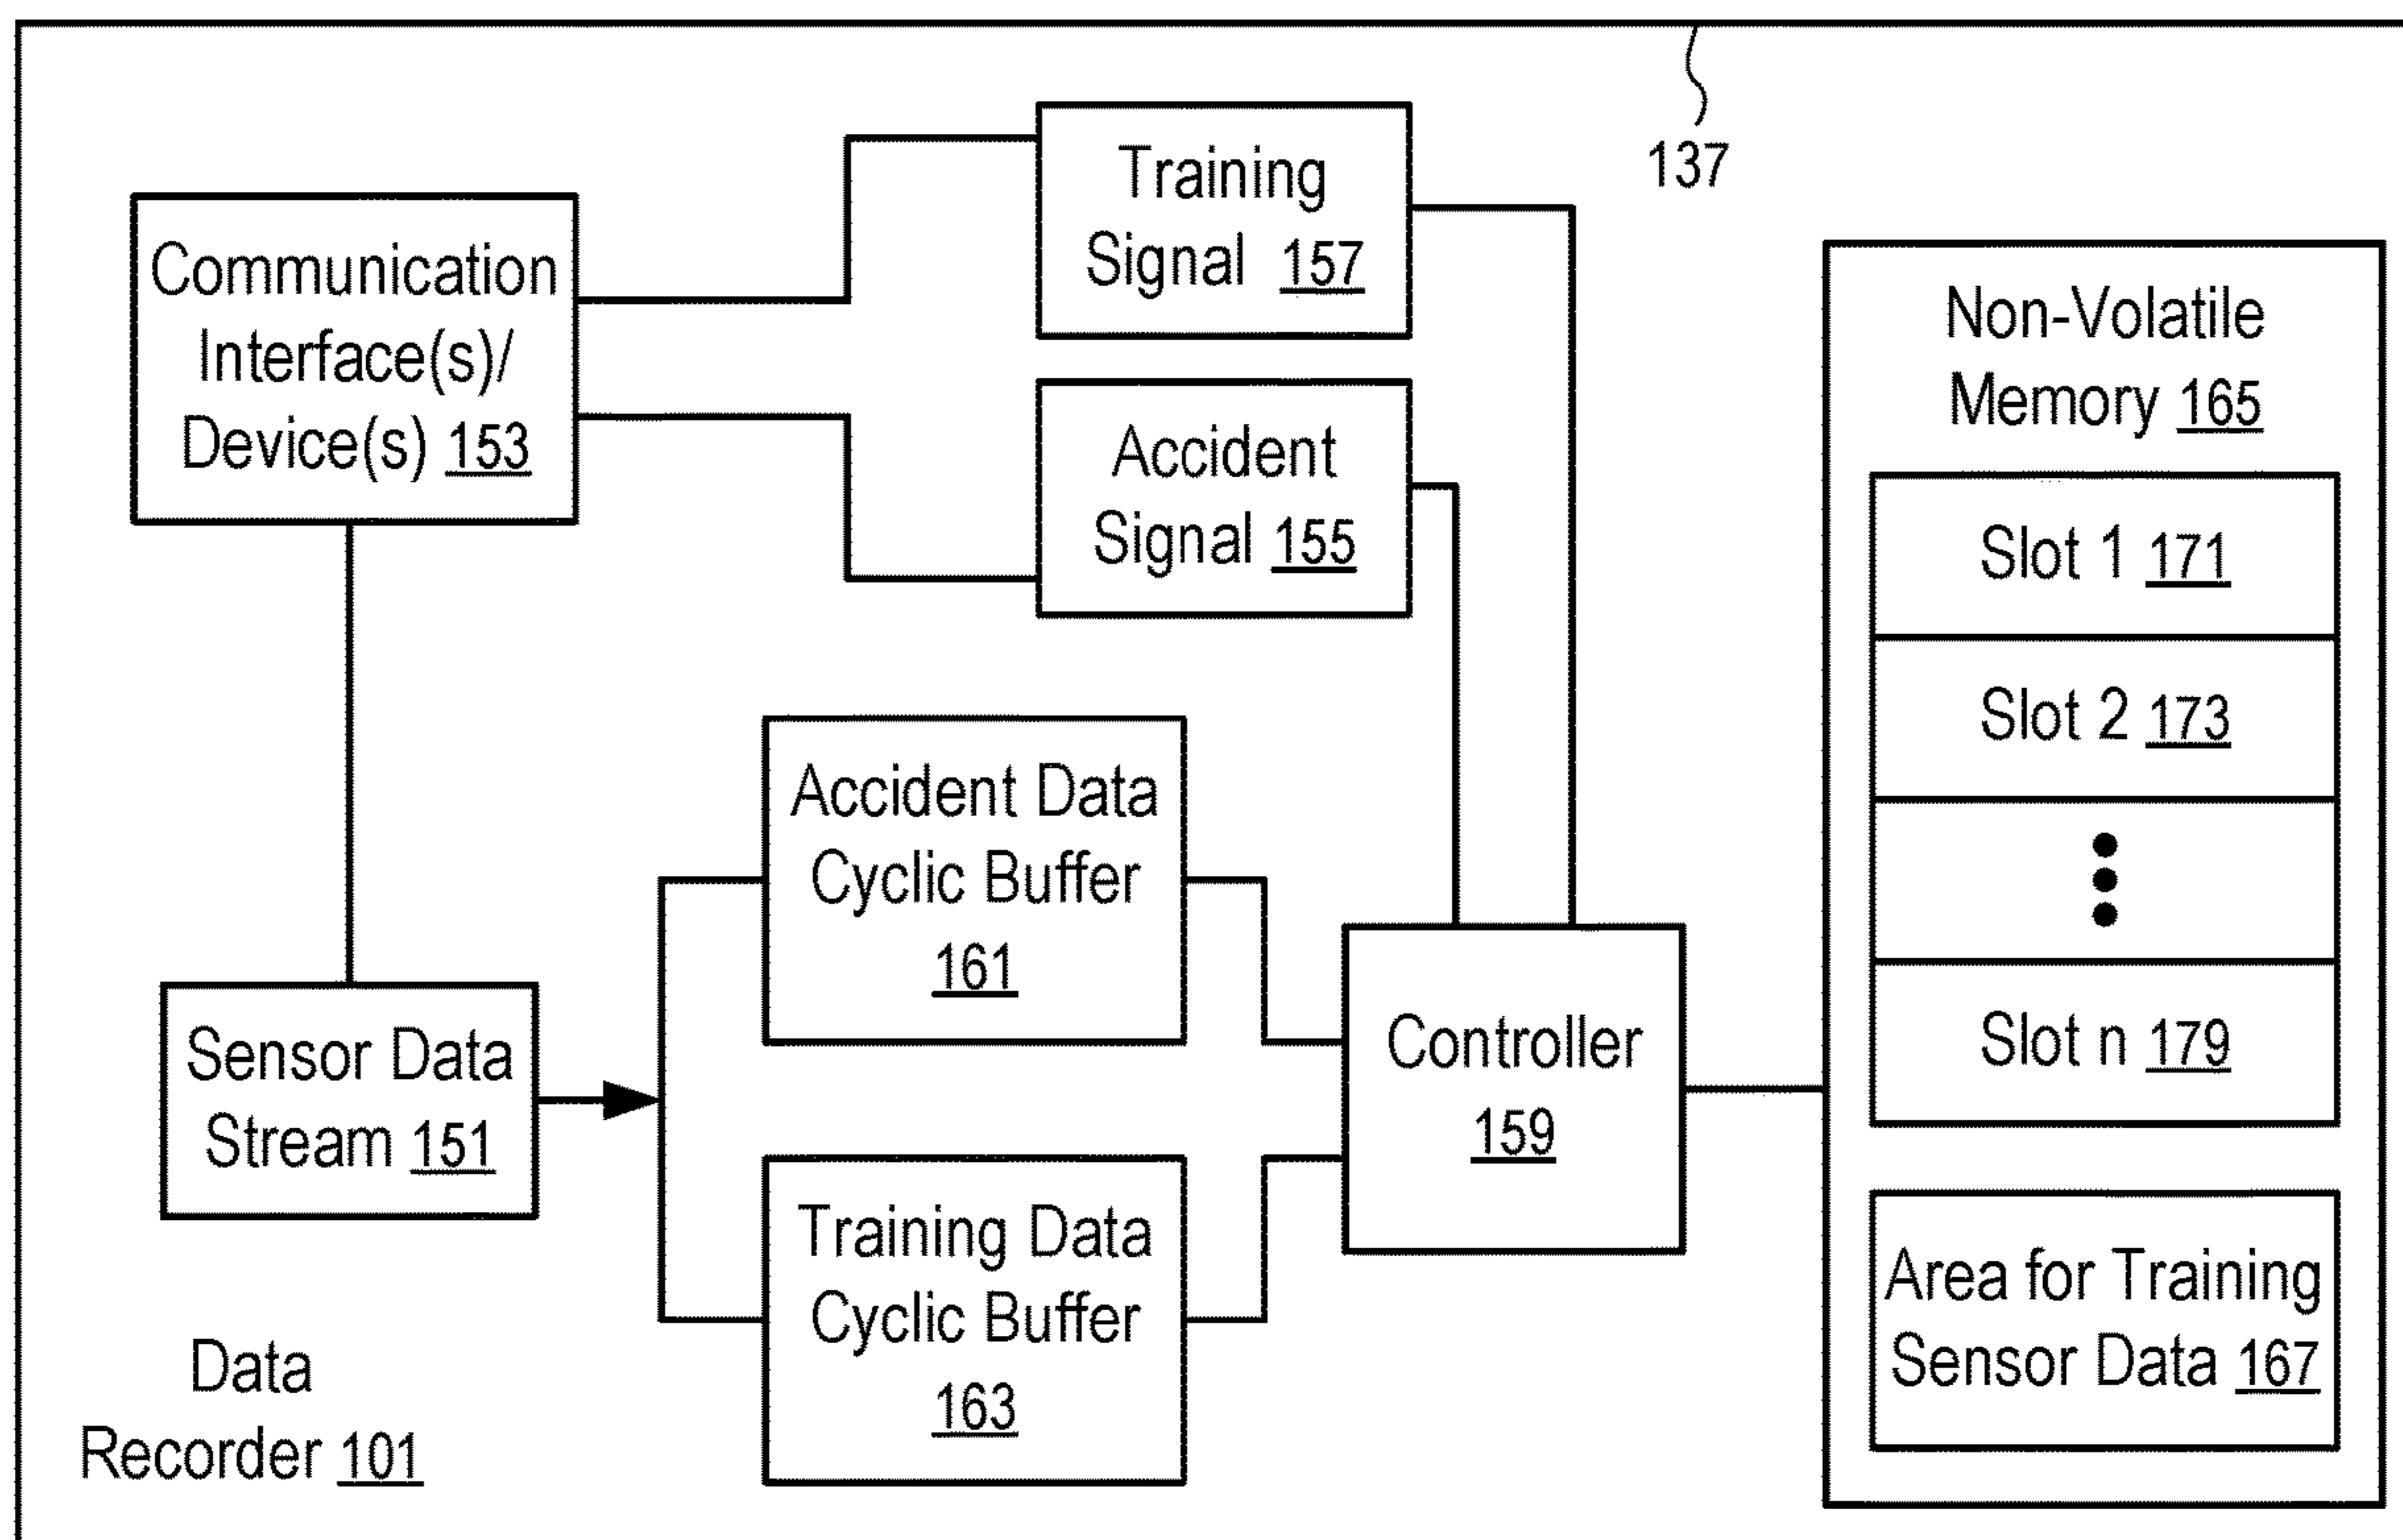 137
Training
Signal 157
Communication
Interface(s)/
Device(s) 153
Accident
Signal 155
Non-Volatile
Memory 165
Slot 1 171
Slot 2 173
Slot n 179
Area for Training
Sensor Data 167
Accident Data
Cyclic Buffer
161
Controller
159
Sensor Data
Stream 151
Training Data
Cyclic Buffer
163
Data
Recorder 101